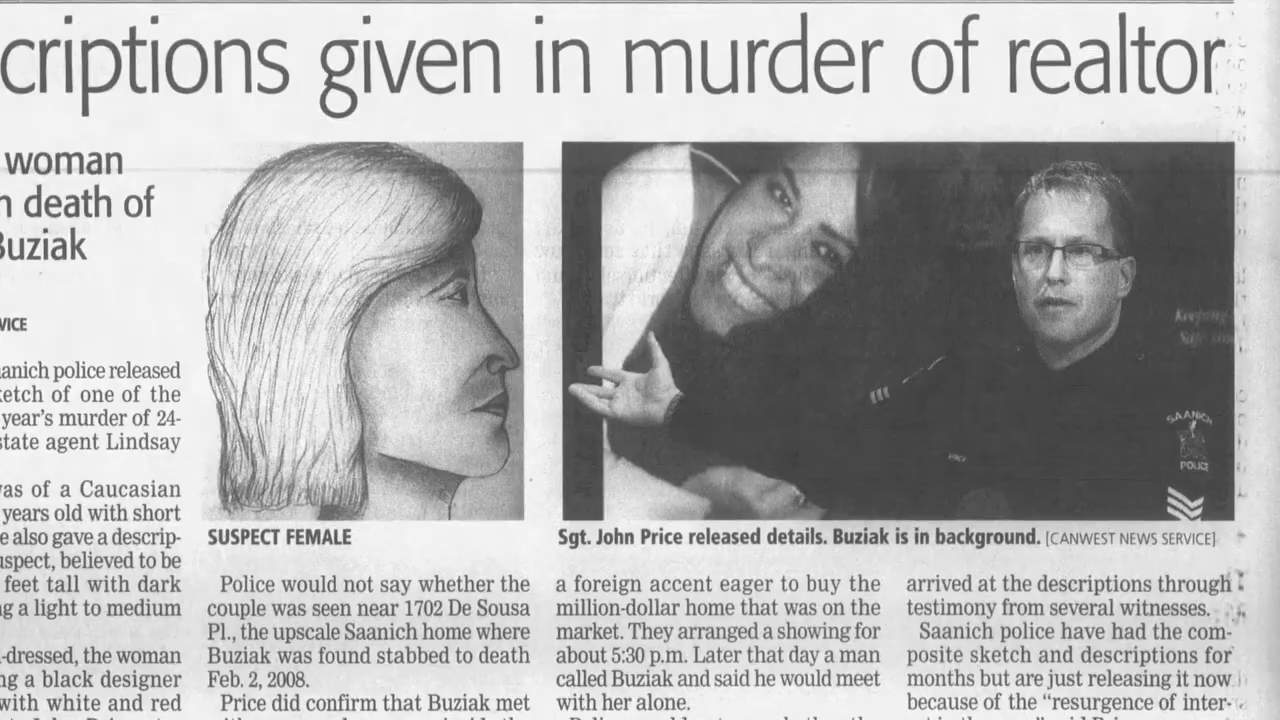 criptions given in murder of realtor
woman
n death of
Buziak
VICE
aanich police released
ketch of one of the
year's murder of 24-
state agent Lindsay
vas of a Caucasian
years old with short
e also gave a descrip-
uspect, believed to be
feet tall with dark
ng a light to medium
l-dressed, the woman
ng a black designer
with white and red
SUSPECT FEMALE
Police would not say whether the
couple was seen near 1702 De Sousa
Pl., the upscale Saanich home where
Buziak was found stabbed to death
Feb. 2, 2008.
Price did confirm that Buziak met
SAANICH
POLICE
Sgt. John Price released details. Buziak is in background. [CANWEST NEWS SERVICE]
a foreign accent eager to buy the
million-dollar home that was on the
market. They arranged a showing for
about 5:30 p.m. Later that day a man
called Buziak and said he would meet
with her alone.
arrived at the descriptions through
testimony from several witnesses.
Saanich police have had the com-
posite sketch and descriptions for
months but are just releasing it now
because of the "resurgence of inter-